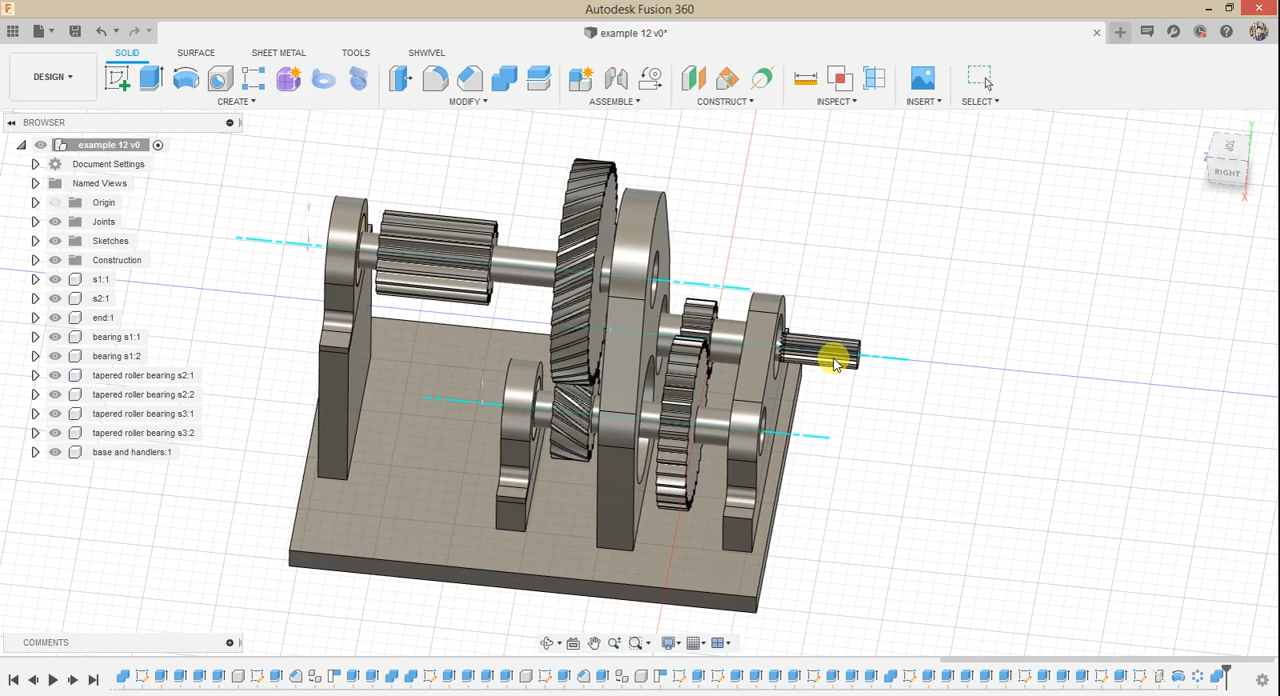 Autodesk Fusion 360
example 12 v0*
SOLID SURFACE SHEET METAL TOOLS SHWIVEL
DESIGN
CREATE MODIFY ASSEMBLE CONSTRUCT INSPECT INSERT SELECT
BROWSER
example 12 v0
Document Settings
Named Views
Origin
Joints
Sketches
Construction
s1:1
s2:1
end:1
bearing s1:1
bearing s1:2
tapered roller bearing s2:1
tapered roller bearing s2:2
tapered roller bearing s3:1
tapered roller bearing s3:2
base and handlers:1
TOP
RIGHT
Y
Z
X
COMMENTS